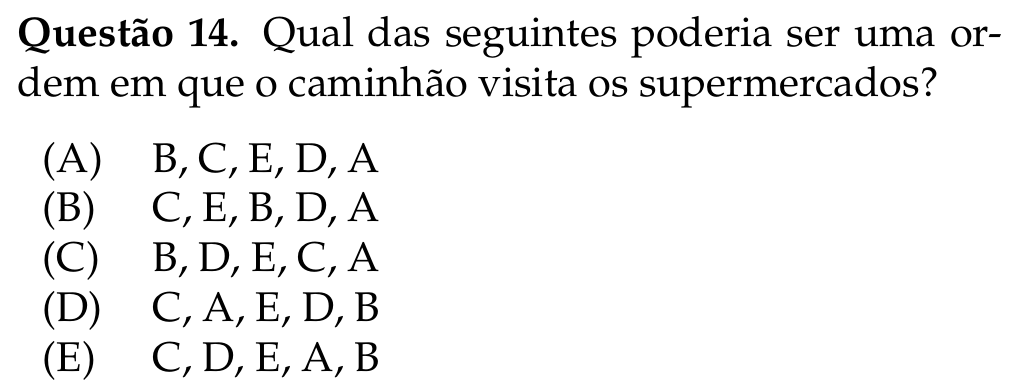 Questão 14. Qual das seguintes poderia ser uma or-
dem em que o caminhão visita os supermercados?
(A) B, C, E, D, A
(B) C, E, B, D, A
(C) B, D, E, C, A
(D) C, A, E, D, B
(E) C, D, E, A, B